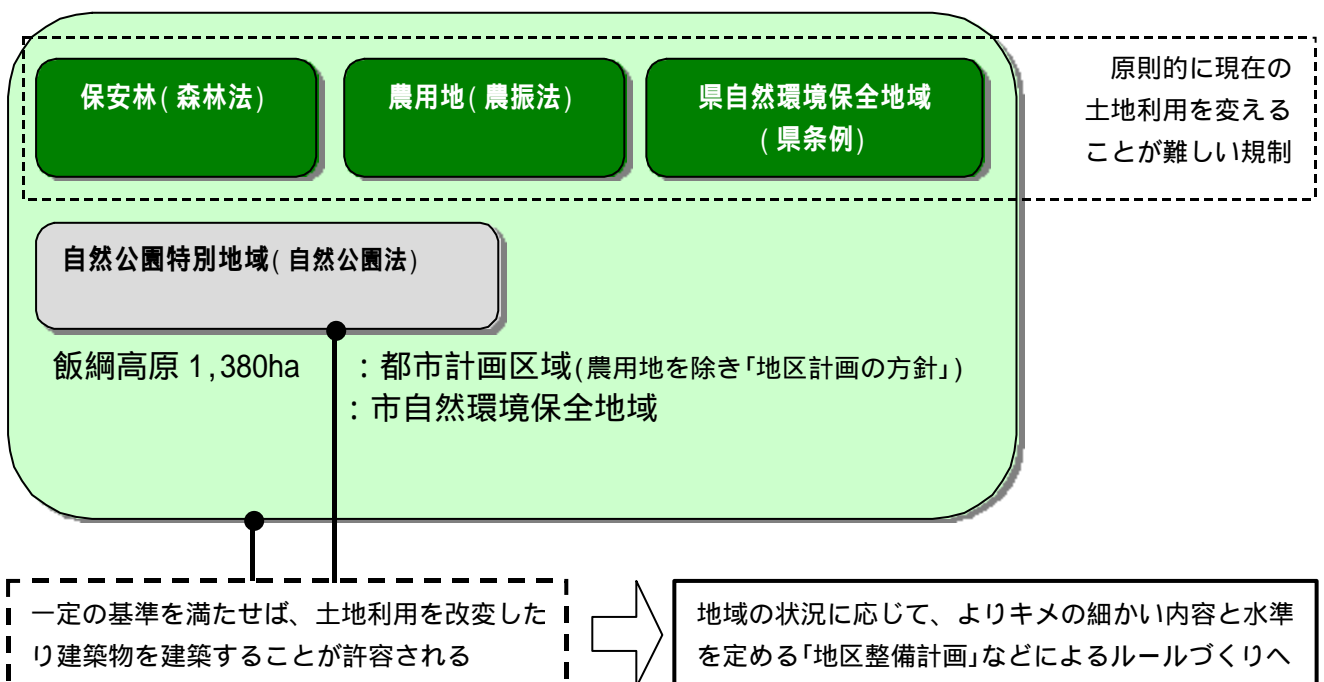 保安林(森林法)
農用地(農振法)
県自然環境保全地域
(県条例)
原則的に現在の
土地利用を変える
ことが難しい規制
自然公園特別地域(自然公園法)
飯綱高原 1,380ha :都市計画区域(農用地を除き「地区計画の方針」)
:市自然環境保全地域
一定の基準を満たせば、土地利用を改変した
り建築物を建築することが許容される
地域の状況に応じて、よりキメの細かい内容と水準
を定める「地区整備計画」などによるルールづくりへ